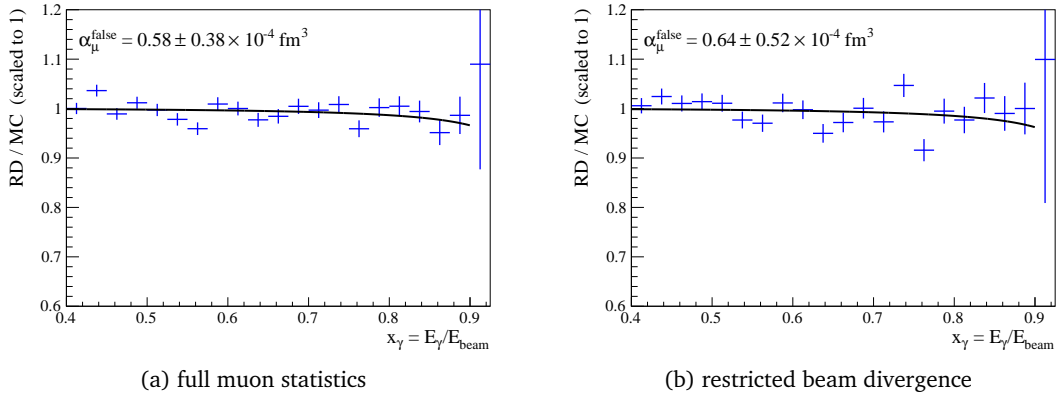 α_μ^false = 0.58 ± 0.38 × 10^-4 fm^3
RD / MC (scaled to 1)
1.2
1.1
1
0.9
0.8
0.7
0.6
0.4 0.5 0.6 0.7 0.8 0.9
x_γ = E_γ/E_beam
(a) full muon statistics
α_μ^false = 0.64 ± 0.52 × 10^-4 fm^3
RD / MC (scaled to 1)
1.2
1.1
1
0.9
0.8
0.7
0.6
0.4 0.5 0.6 0.7 0.8 0.9
x_γ = E_γ/E_beam
(b) restricted beam divergence